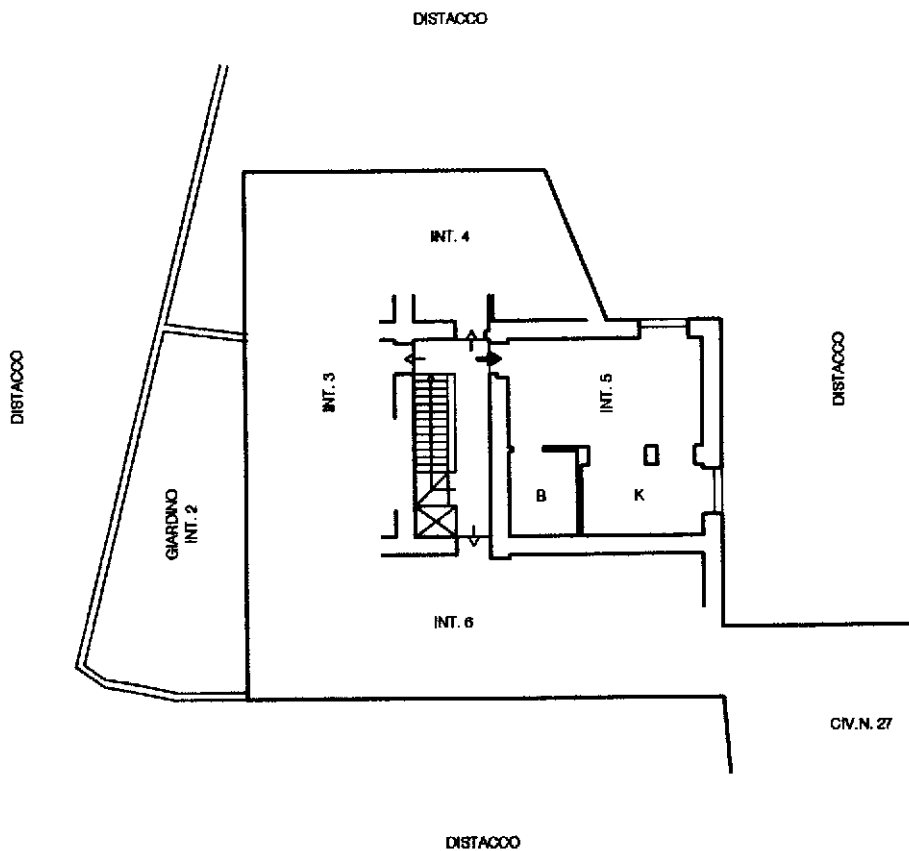 DISTACCO
INT. 4
DISTACCO
INT. 3
INT. 5
DISTACCO
GIARDINO
INT. 2
B
K
INT. 6
CIV.N. 27
DISTACCO